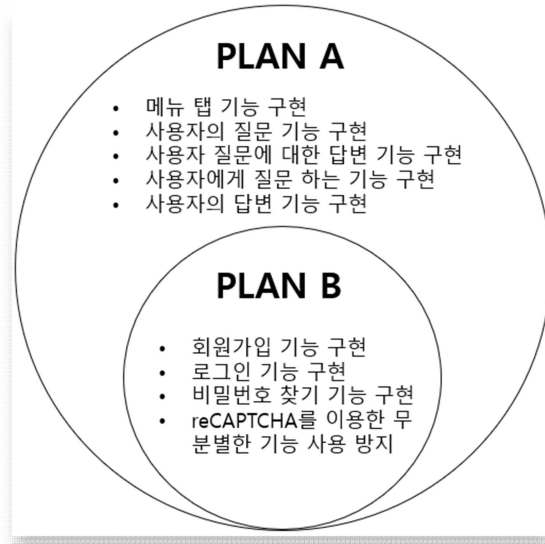 PLAN A
• 메뉴 탭 기능 구현
• 사용자의 질문 기능 구현
• 사용자 질문에 대한 답변 기능 구현
• 사용자에게 질문 하는 기능 구현
• 사용자의 답변 기능 구현
PLAN B
• 회원가입 기능 구현
• 로그인 기능 구현
• 비밀번호 찾기 기능 구현
• reCAPTCHA를 이용한 무
분별한 기능 사용 방지